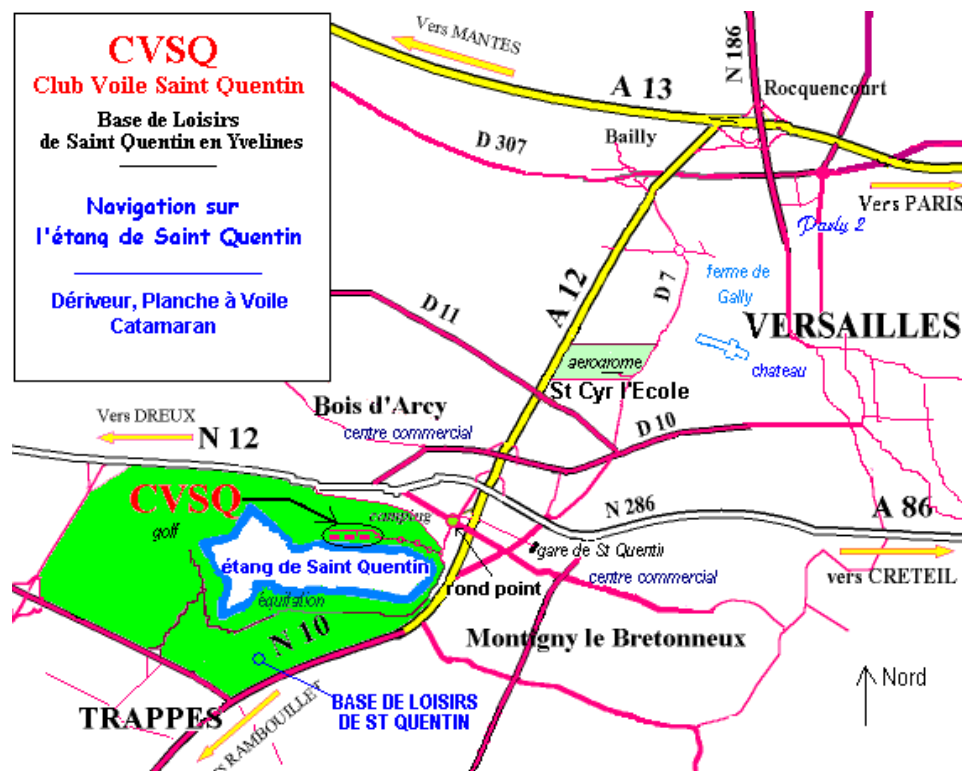 CVSQ
Club Voile Saint Quentin
Base de Loisirs
de Saint Quentin en Yvelines
Navigation sur
l'étang de Saint Quentin
Dériveur, Planche à Voile
Catamaran
Vers MANTES
A 13
N 186
Rocquencourt
Bailly
D 307
Vers PARIS
Parly 2
A 12
D 7
ferme de
Gally
D 11
VERSAILLES
aerodrome
chateau
St Cyr l'Ecole
Bois d'Arcy
Vers DREUX
N 12
centre commercial
D 10
CVSQ
camping
N 286
A 86
golf
gare de St Quentin
étang de Saint Quentin
centre commercial
vers CRETEIL
rond point
équitation
N 10
Montigny le Bretonneux
Nord
BASE DE LOISIRS
DE ST QUENTIN
TRAPPES
RAMBOUILLET